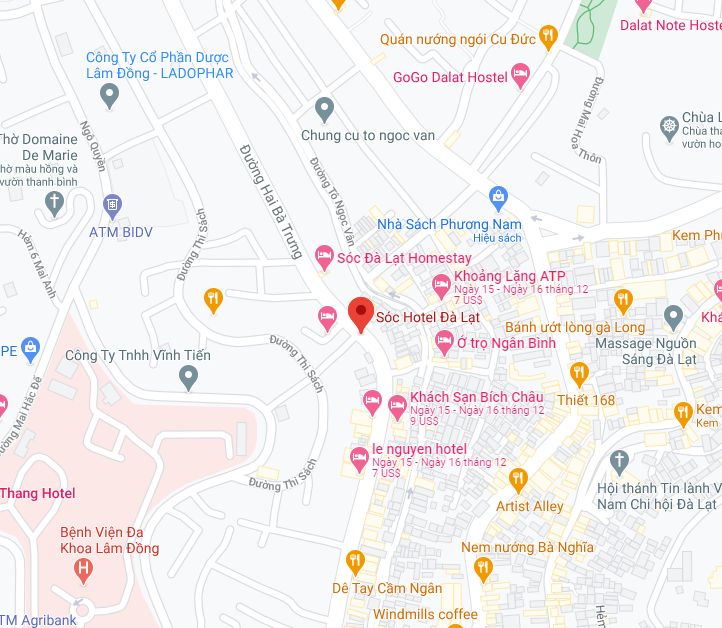 Dalat Note Hoste
Quán nướng ngói Cu Đức
Công Ty Cổ Phần Dược
Lâm Đồng - LADOPHAR
GoGo Dalat Hostel
Đường Mai Hoa Thôn
Chùa L
Chùa thá
vườn hoa
Chung cu to ngoc van
Ngô Quyền
Thờ Domaine
De Marie
hờ màu hồng và
vườn thanh bình
Đường Hai Bà Trưng
Đường Tô Ngọc Vân
ATM BIDV
Đường Thi Sách
Hẻm 6 Mai Anh
Nhà Sách Phương Nam
Hiệu sách
Kem Phụ
Sóc Đà Lạt Homestay
Khoảng Lặng ATP
Ngày 15 - Ngày 16 tháng 12
7 US$
Sóc Hotel Đà Lạt
Bánh ướt lòng gà Long
Khá
Massage Nguồn
Sáng Đà Lạt
Ở trọ Ngân Bình
PE
Công Ty Tnhh Vĩnh Tiến
Đường Thi Sách
Thiết 168
Đường Mai Hắc Đế
Khách Sạn Bích Châu
Ngày 15 - Ngày 16 tháng 12
9 US$
Kem
Kem
le nguyen hotel
Ngày 15 - Ngày 16 tháng 12
7 US$
Đường Thi Sách
Thang Hotel
Artist Alley
Hội thánh Tin lành V
Nam Chi hội Đà Lạt
Bệnh Viện Đa
Khoa Lâm Đồng
H
Nem nướng Bà Nghĩa
Dê Tay Cầm Ngân
Windmills coffee
Hẻm
TM Agribank